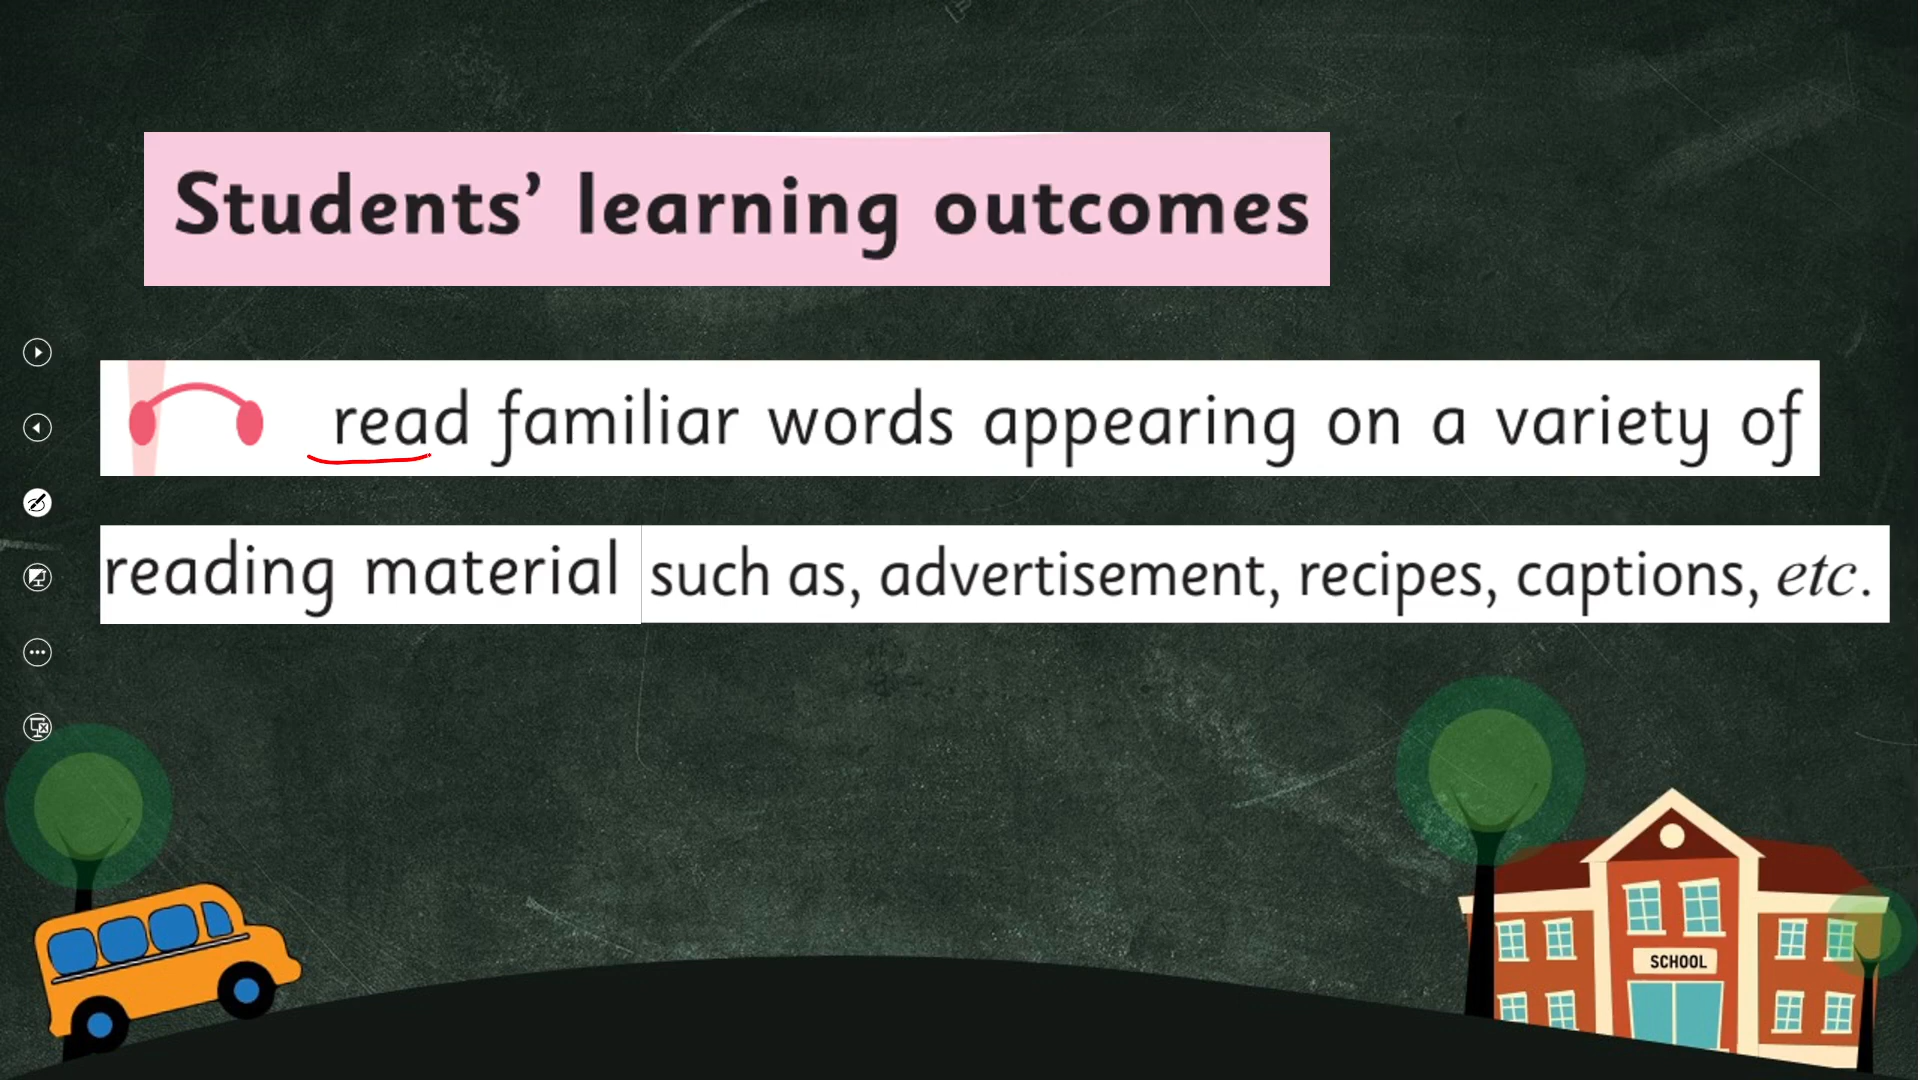 Students’ learning outcomes
read familiar words appearing on a variety of
reading material such as, advertisement, recipes, captions, etc.
SCHOOL